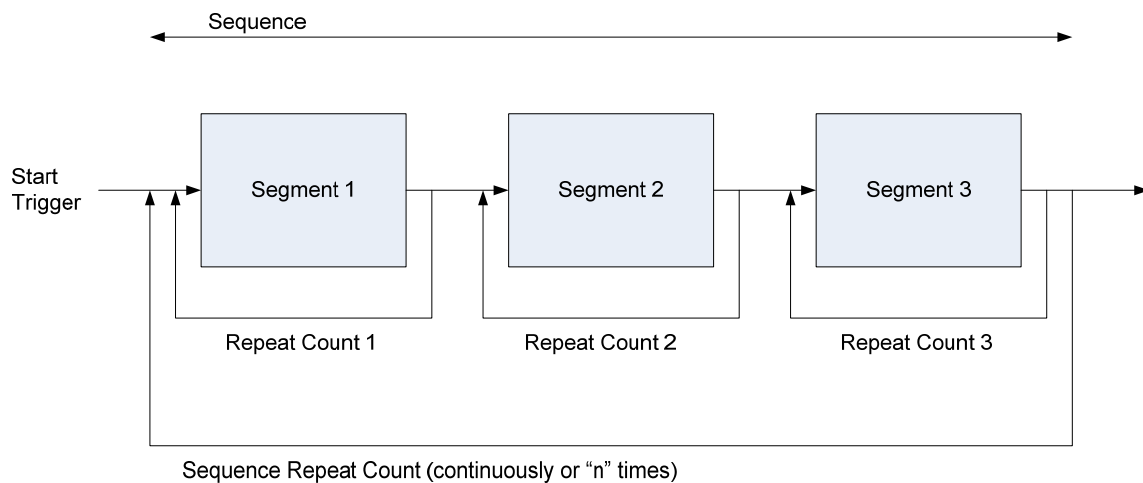 Sequence
Start
Trigger
Segment 1
Segment 2
Segment 3
Repeat Count 1
Repeat Count 2
Repeat Count 3
Sequence Repeat Count (continuously or “n” times)